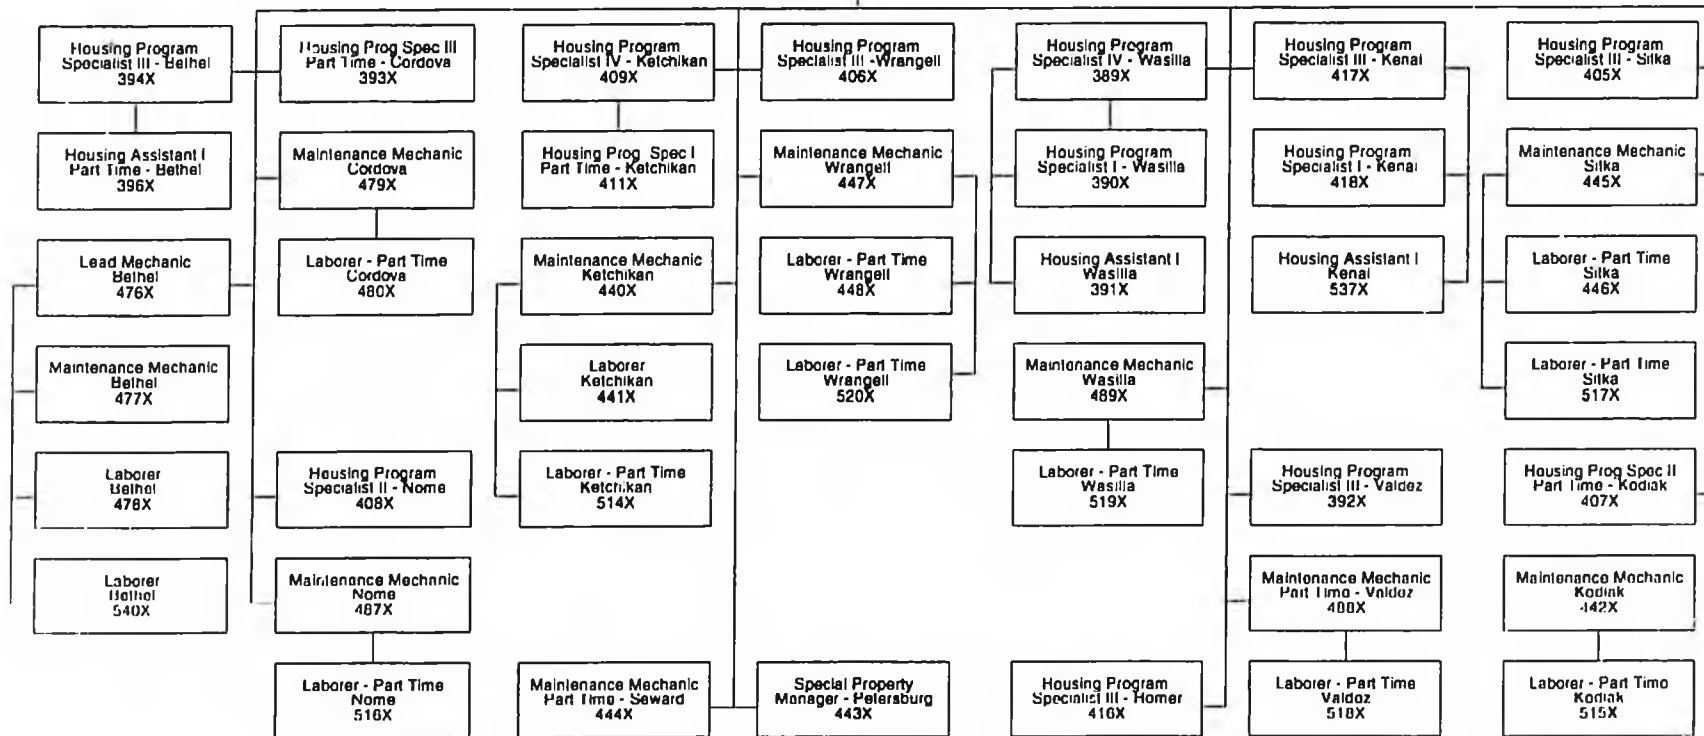 Housing Program
Specialist III - Bethel
394X
Housing Prog Spec III
Part Time - Cordova
393X
Housing Program
Specialist IV - Ketchikan
409X
Housing Program
Specialist III - Wrangell
406X
Housing Program
Specialist IV - Wasilla
389X
Housing Program
Specialist III - Kenai
417X
Housing Program
Specialist III - Sitka
405X
Housing Assistant I
Part Time - Bethel
396X
Maintenance Mechanic
Cordova
479X
Housing Prog Spec I
Part Time - Ketchikan
411X
Maintenance Mechanic
Wrangell
447X
Housing Program
Specialist I - Wasilla
390X
Housing Program
Specialist I - Kenai
418X
Maintenance Mechanic
Sitka
445X
Lead Mechanic
Bethel
476X
Laborer - Part Time
Cordova
480X
Maintenance Mechanic
Ketchikan
440X
Laborer - Part Time
Wrangell
448X
Housing Assistant I
Wasilla
391X
Housing Assistant I
Kenai
537X
Laborer - Part Time
Sitka
446X
Maintenance Mechanic
Bethel
477X
Laborer
Ketchikan
441X
Laborer - Part Time
Wrangell
520X
Maintenance Mechanic
Wasilla
489X
Laborer - Part Time
Sitka
517X
Laborer
Bethel
478X
Housing Program
Specialist II - Nome
408X
Laborer - Part Time
Ketchikan
514X
Laborer - Part Time
Wasilla
519X
Housing Program
Specialist III - Valdez
392X
Housing Prog Spec II
Part Time - Kodiak
407X
Laborer
Bethel
540X
Maintenance Mechanic
Nome
487X
Maintenance Mechanic
Part Time - Valdez
488X
Maintenance Mechanic
Kodiak
442X
Laborer - Part Time
Nome
516X
Maintenance Mechanic
Part Time - Seward
444X
Special Property
Manager - Petersburg
443X
Housing Program
Specialist III - Homer
416X
Laborer - Part Time
Valdez
518X
Laborer - Part Time
Kodiak
515X